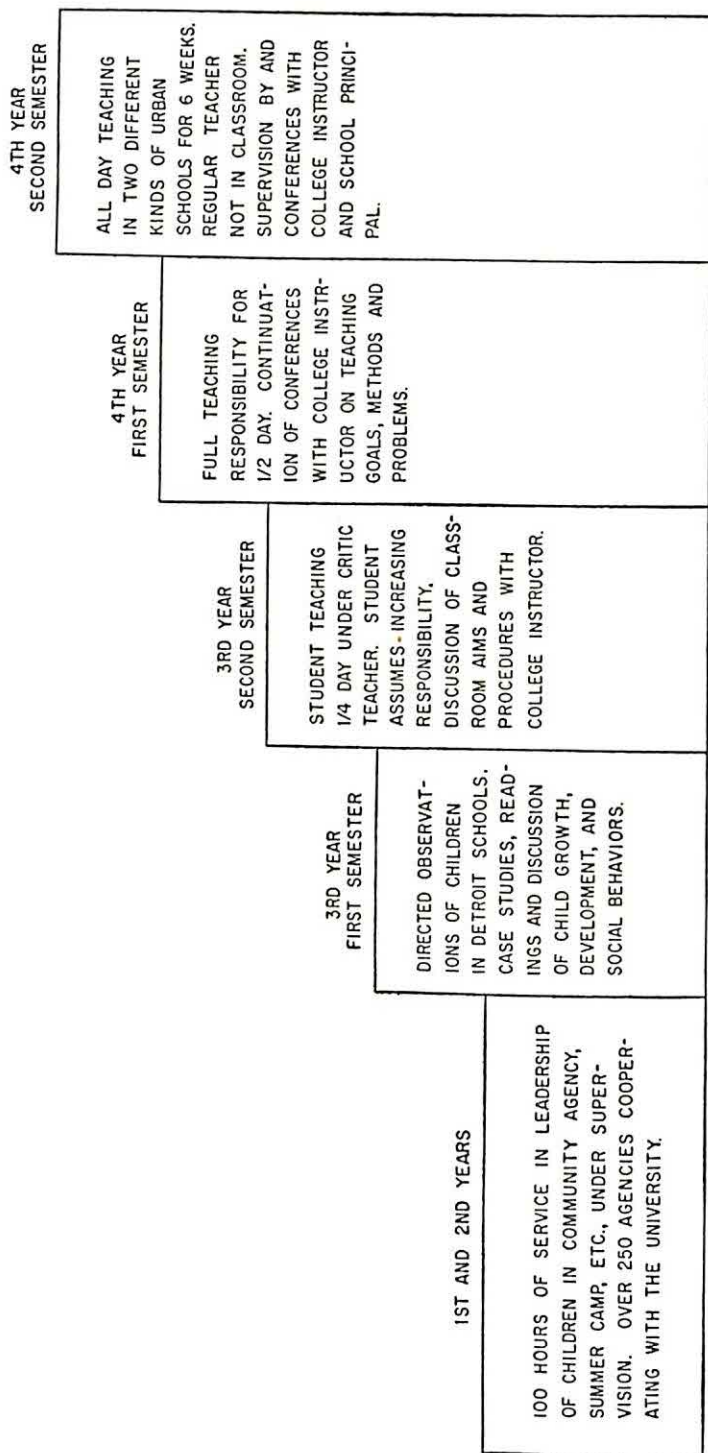 1ST AND 2ND YEARS
100 HOURS OF SERVICE IN LEADERSHIP
OF CHILDREN IN COMMUNITY AGENCY,
SUMMER CAMP, ETC., UNDER SUPER-
VISION. OVER 250 AGENCIES COOPER-
ATING WITH THE UNIVERSITY.
3RD YEAR
FIRST SEMESTER
DIRECTED OBSERVAT-
IONS OF CHILDREN
IN DETROIT SCHOOLS.
CASE STUDIES, READ-
INGS AND DISCUSSION
OF CHILD GROWTH,
DEVELOPMENT, AND
SOCIAL BEHAVIORS.
3RD YEAR
SECOND SEMESTER
STUDENT TEACHING
1/4 DAY UNDER CRITIC
TEACHER. STUDENT
ASSUMES-INCREASING
RESPONSIBILITY.
DISCUSSION OF CLASS-
ROOM AIMS AND
PROCEDURES WITH
COLLEGE INSTRUCTOR.
4TH YEAR
FIRST SEMESTER
FULL TEACHING
RESPONSIBILITY FOR
1/2 DAY. CONTINUAT-
ION OF CONFERENCES
WITH COLLEGE INSTR-
UCTOR ON TEACHING
GOALS, METHODS AND
PROBLEMS.
4TH YEAR
SECOND SEMESTER
ALL DAY TEACHING
IN TWO DIFFERENT
KINDS OF URBAN
SCHOOLS FOR 6 WEEKS.
REGULAR TEACHER
NOT IN CLASSROOM.
SUPERVISION BY AND
CONFERENCES WITH
COLLEGE INSTRUCTOR
AND SCHOOL PRINCI-
PAL.